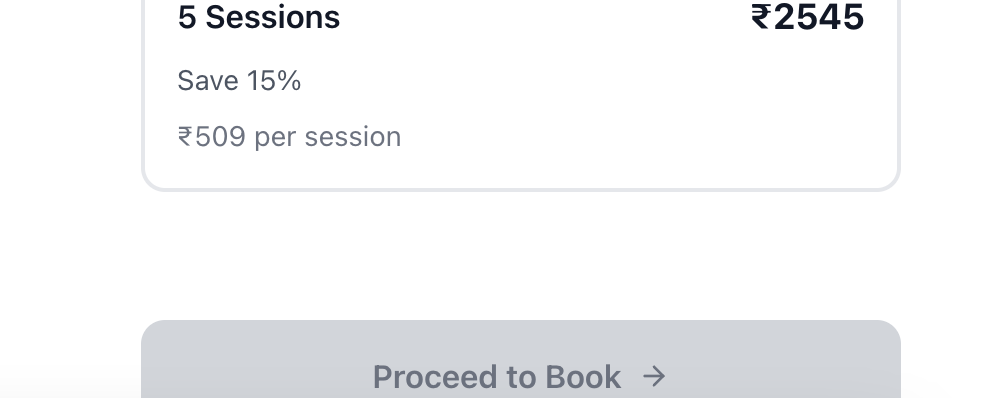 5 Sessions ₹2545
Save 15%
₹509 per session
Proceed to Book →